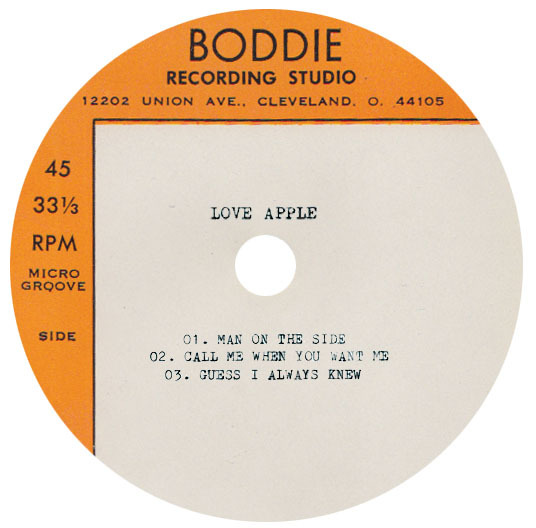 BODDIE
RECORDING STUDIO
12202 UNION AVE., CLEVELAND, O. 44105
45
33⅓
RPM
MICRO
GROOVE
SIDE
LOVE APPLE
01. MAN ON THE SIDE
02. CALL ME WHEN YOU WANT ME
03. GUESS I ALWAYS KNEW